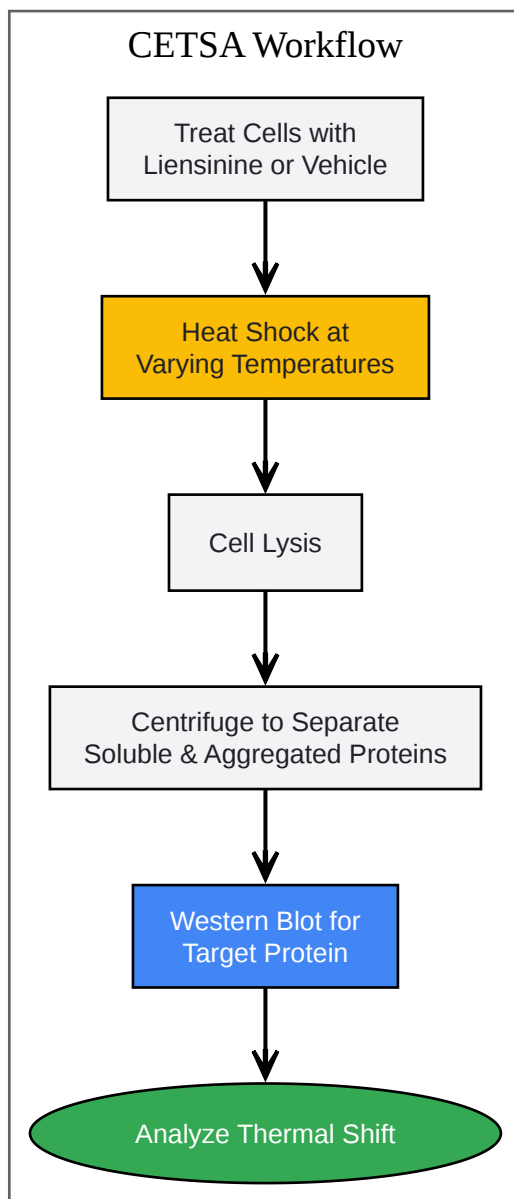 CETSA Workflow
Treat Cells with
Liensinine or Vehicle
Heat Shock at
Varying Temperatures
Cell Lysis
Centrifuge to Separate
Soluble & Aggregated Proteins
Western Blot for
Target Protein
Analyze Thermal Shift